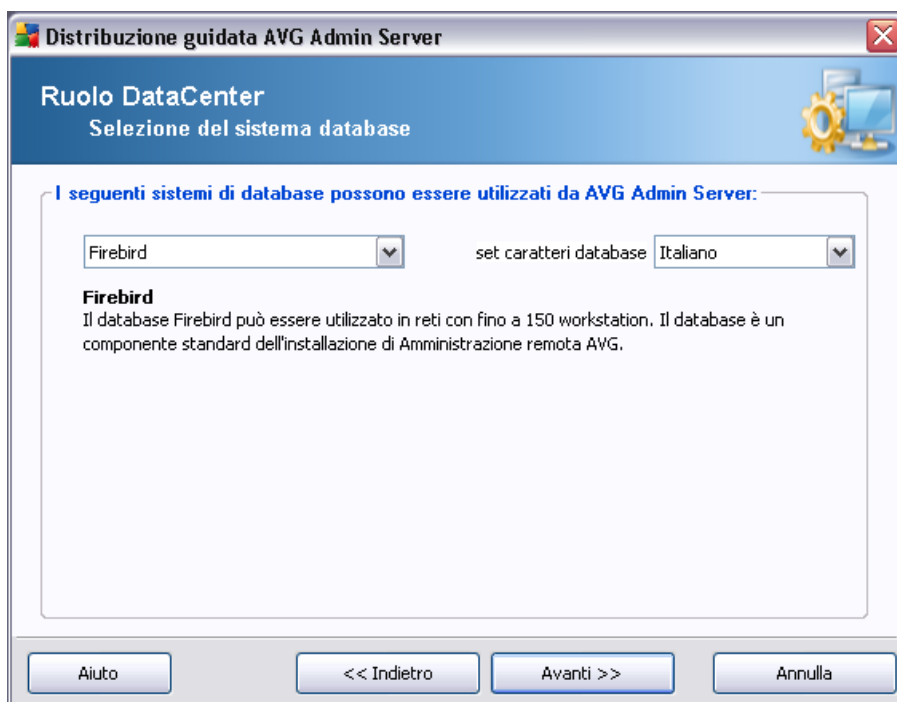 Distribuzione guidata AVG Admin Server
Ruolo DataCenter
Selezione del sistema database
I seguenti sistemi di database possono essere utilizzati da AVG Admin Server:
Firebird
set caratteri database Italiano
Firebird
Il database Firebird può essere utilizzato in reti con fino a 150 workstation. Il database è un
componente standard dell'installazione di Amministrazione remota AVG.
Aiuto
<< Indietro
Avanti >>
Annulla